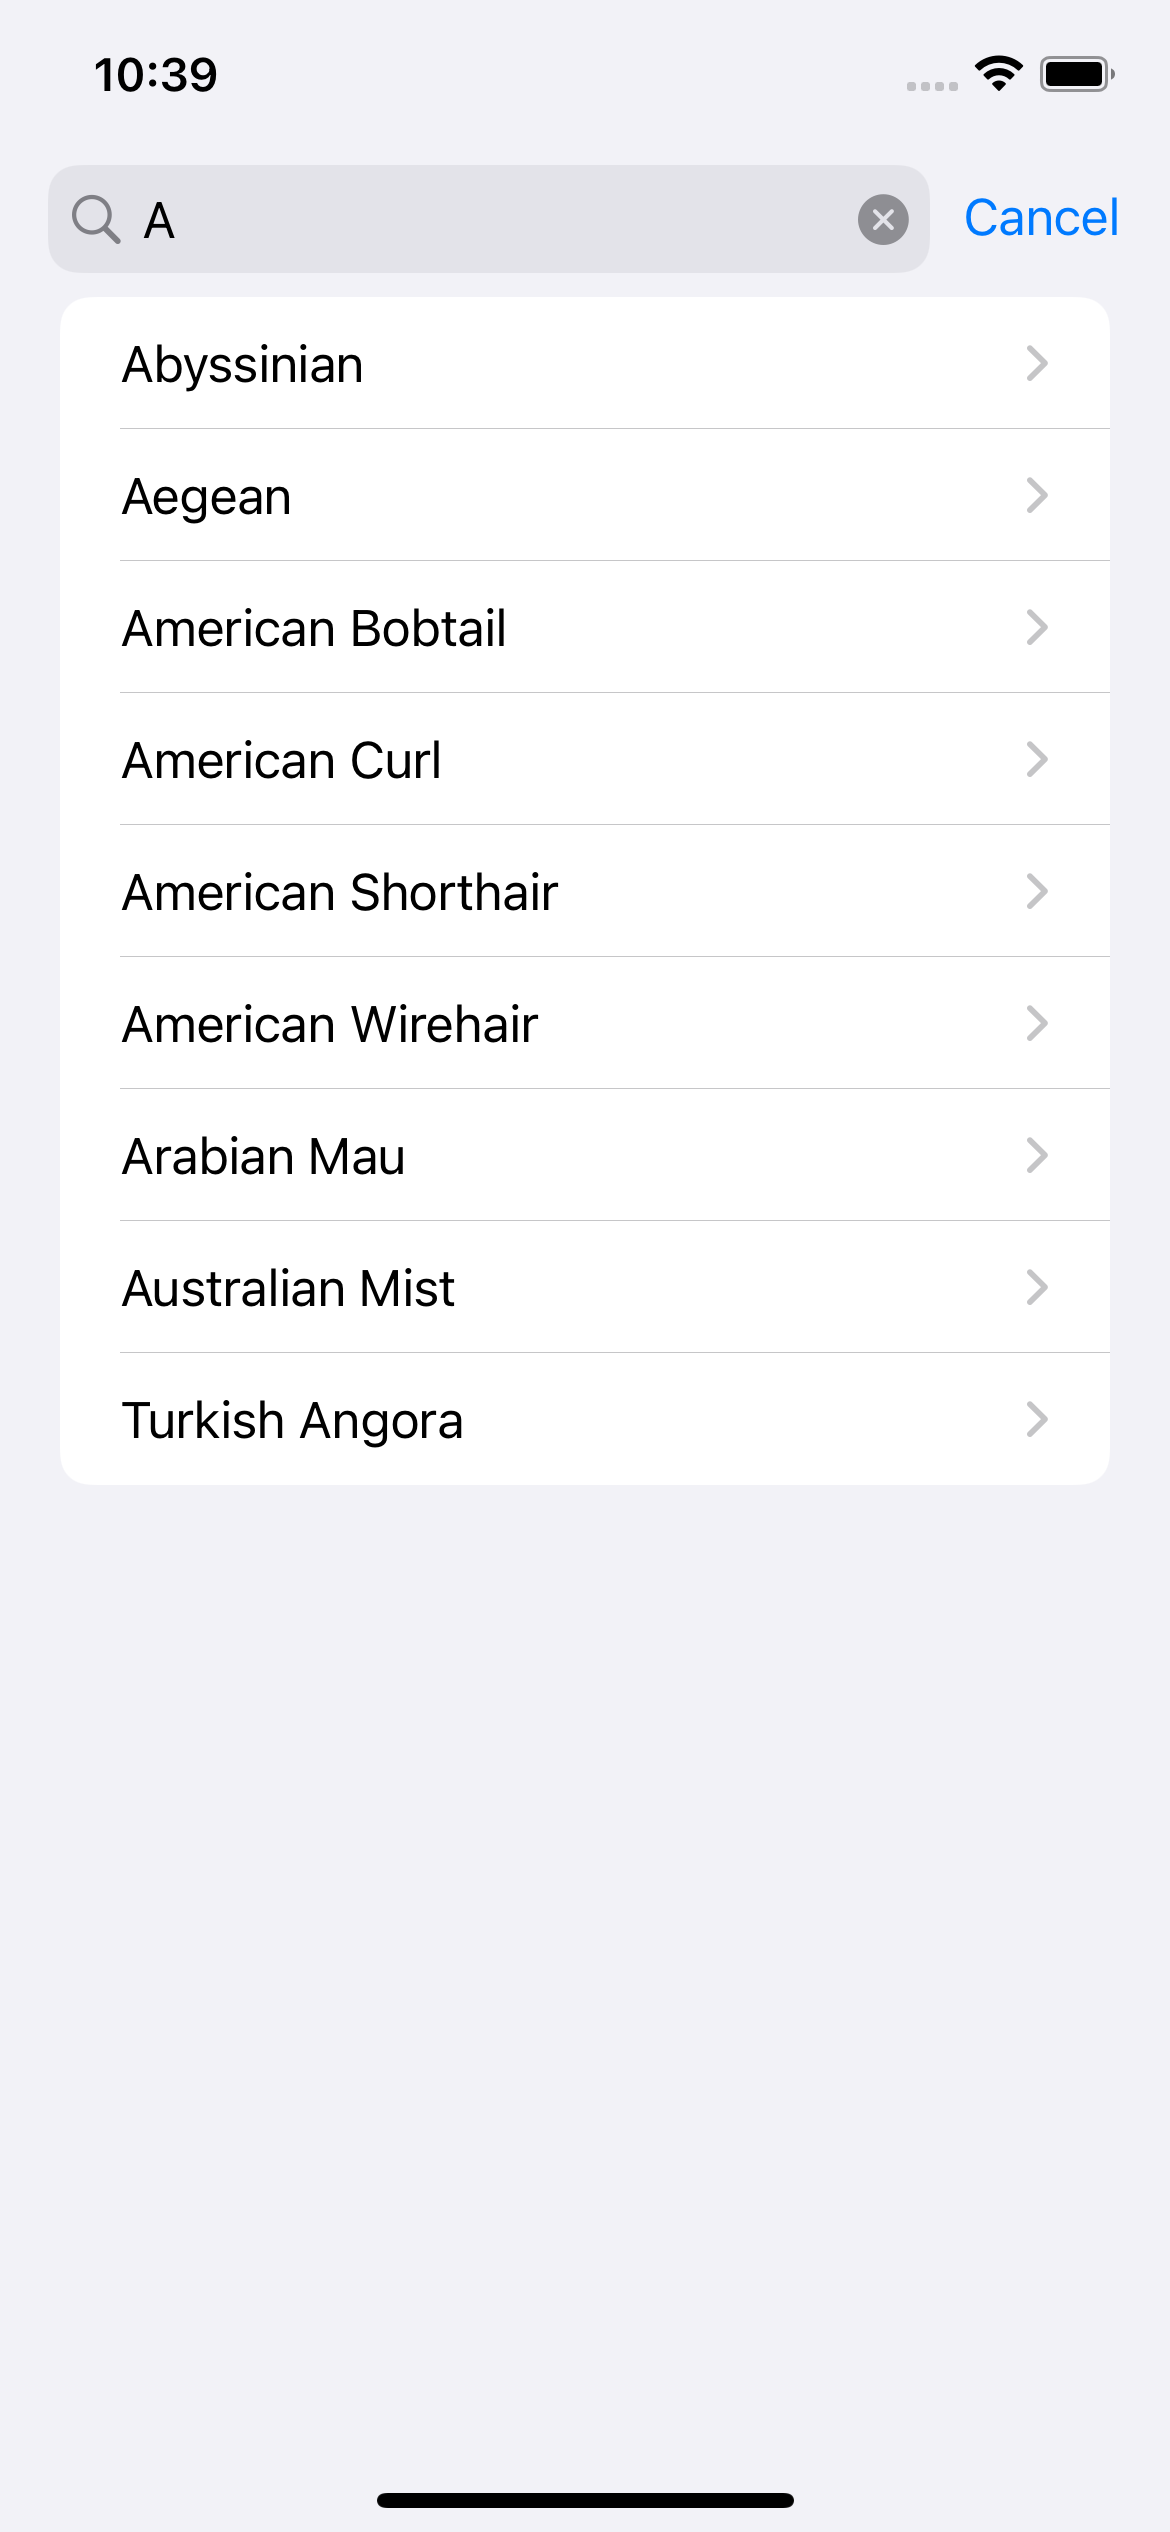 10:39
A
Cancel
Abyssinian
Aegean
American Bobtail
American Curl
American Shorthair
American Wirehair
Arabian Mau
Australian Mist
Turkish Angora